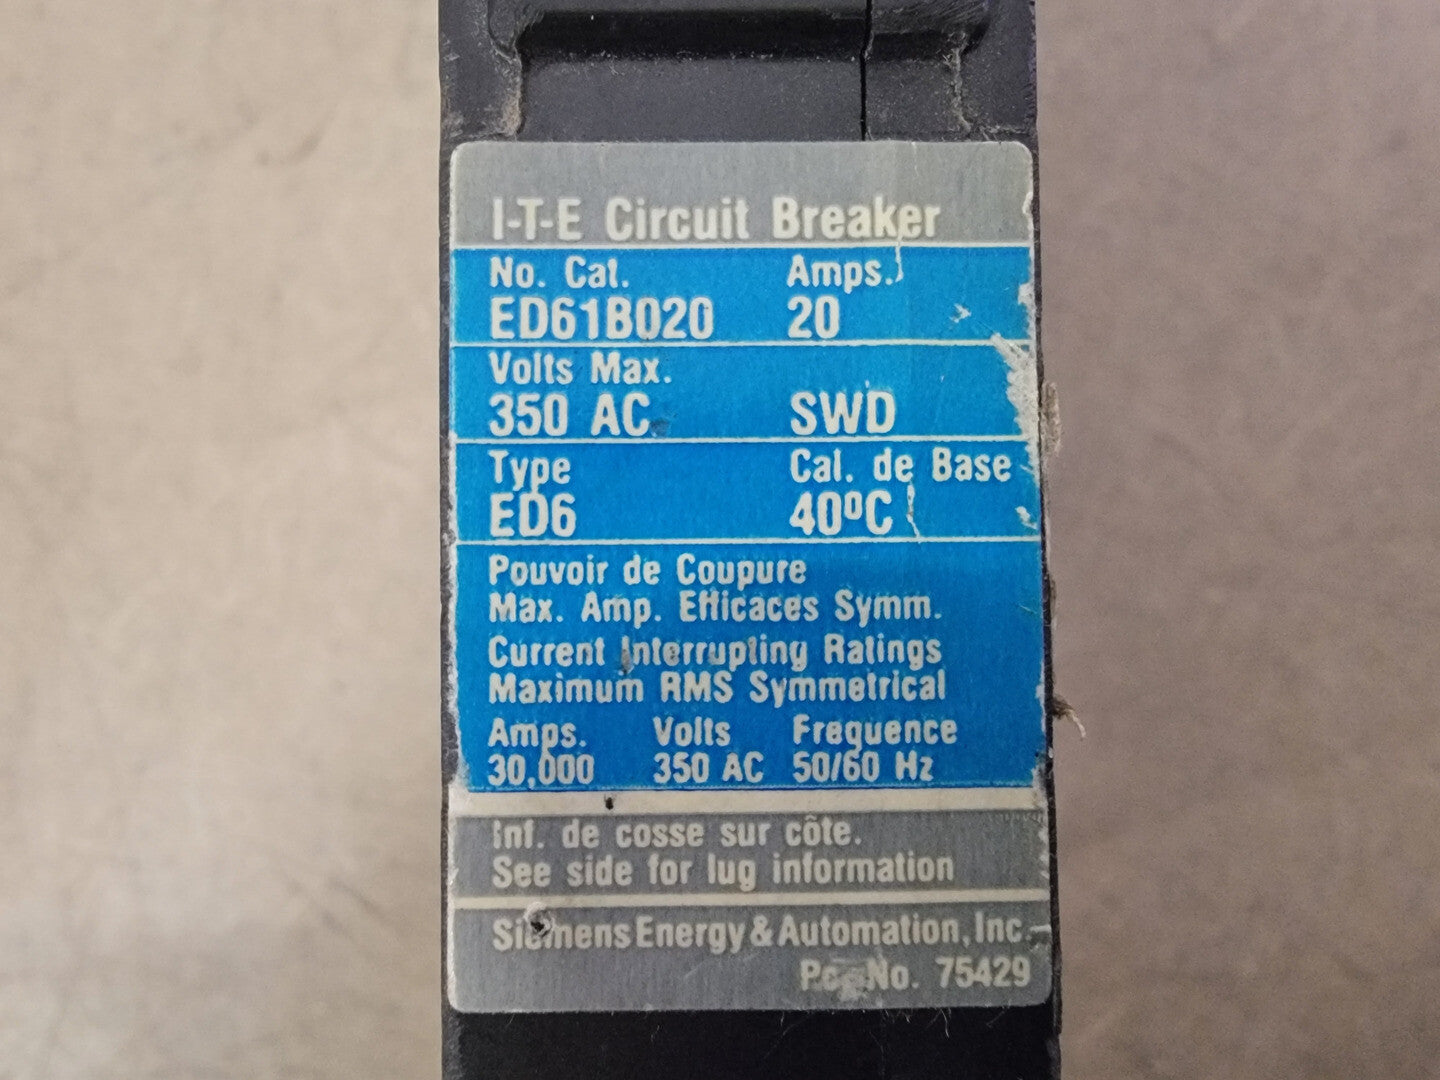 I-T-E Circuit Breaker
No. Cat. Amps.
ED61B020 20
Volts Max.
350 AC SWD
Type Cal. de Base
ED6 40ºC
Pouvoir de Coupure
Max. Amp. Efficaces Symm.
Current Interrupting Ratings
Maximum RMS Symmetrical
Amps. Volts Frequence
30,000 350 AC 50/60 Hz
Inf. de cosse sur côte.
See side for lug information
Siemens Energy & Automation, Inc.
No. 75429